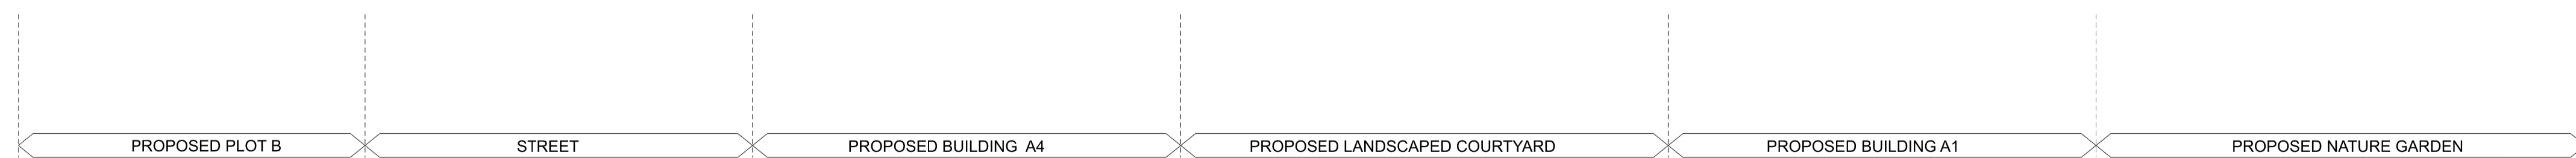 PROPOSED PLOT B
STREET
PROPOSED BUILDING A4
PROPOSED LANDSCAPED COURTYARD
PROPOSED BUILDING A1
PROPOSED NATURE GARDEN